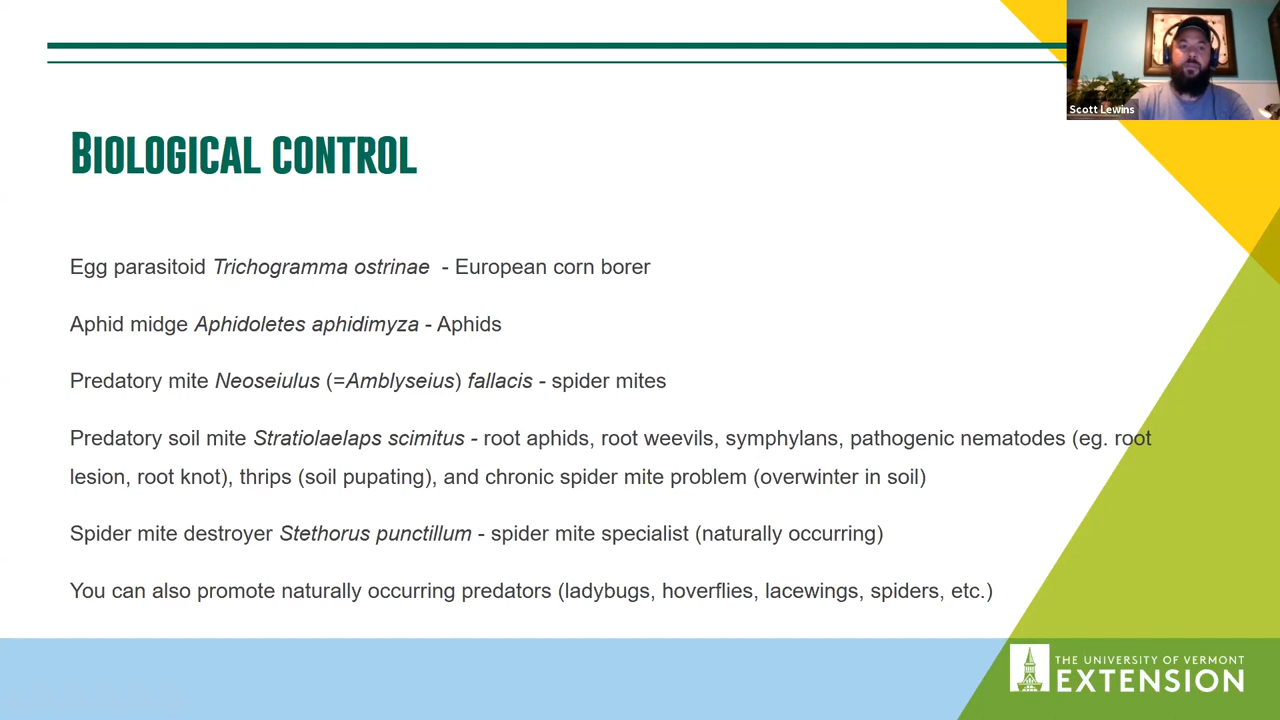 Scott Lewins
BIOLOGICAL CONTROL
Egg parasitoid Trichogramma ostrinae - European corn borer
Aphid midge Aphidoletes aphidimyza - Aphids
Predatory mite Neoseiulus (=Amblyseius) fallacis - spider mites
Predatory soil mite Stratiolaelaps scimitus - root aphids, root weevils, symphylans, pathogenic nematodes (eg. root
lesion, root knot), thrips (soil pupating), and chronic spider mite problem (overwinter in soil)
Spider mite destroyer Stethorus punctillum - spider mite specialist (naturally occurring)
You can also promote naturally occurring predators (ladybugs, hoverflies, lacewings, spiders, etc.)
THE UNIVERSITY OF VERMONT
EXTENSION